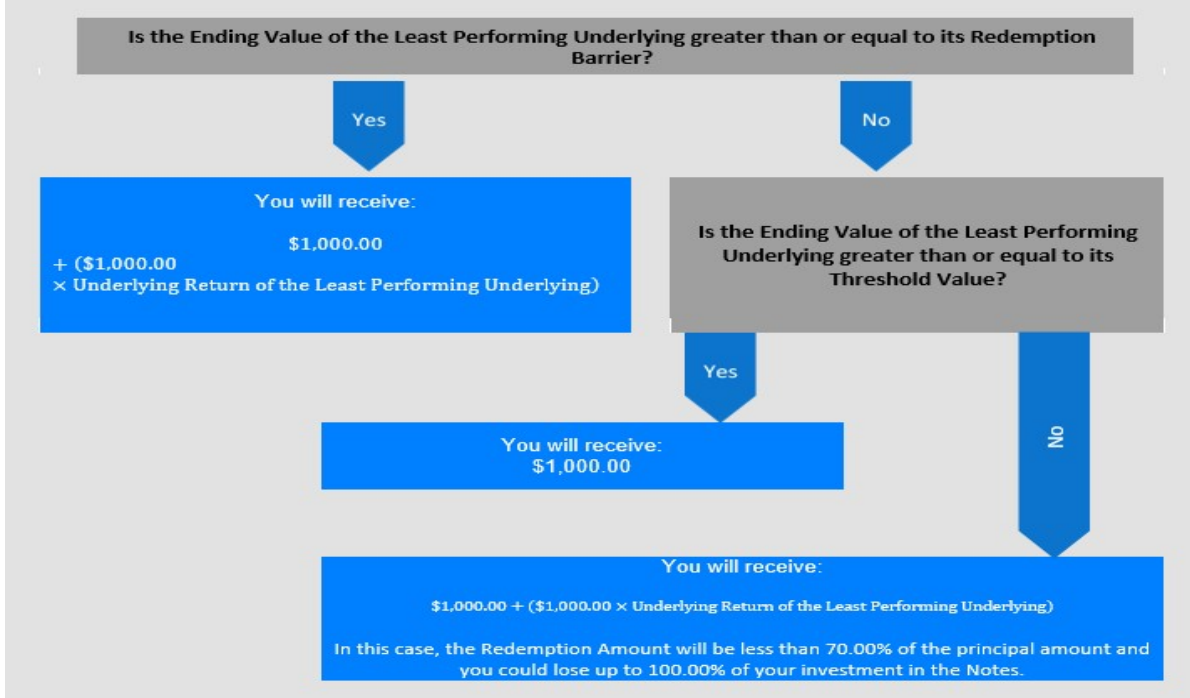 Is the Ending Value of the Least Performing Underlying greater than or equal to its Redemption
Barrier?
Yes
No
You will receive:
$1,000.00
+ ($1,000.00
× Underlying Return of the Least Performing Underlying)
Is the Ending Value of the Least Performing
Underlying greater than or equal to its
Threshold Value?
Yes
No
You will receive:
$1,000.00
You will receive:
$1,000.00 + ($1,000.00 × Underlying Return of the Least Performing Underlying)
In this case, the Redemption Amount will be less than 70.00% of the principal amount and
you could lose up to 100.00% of your investment in the Notes.